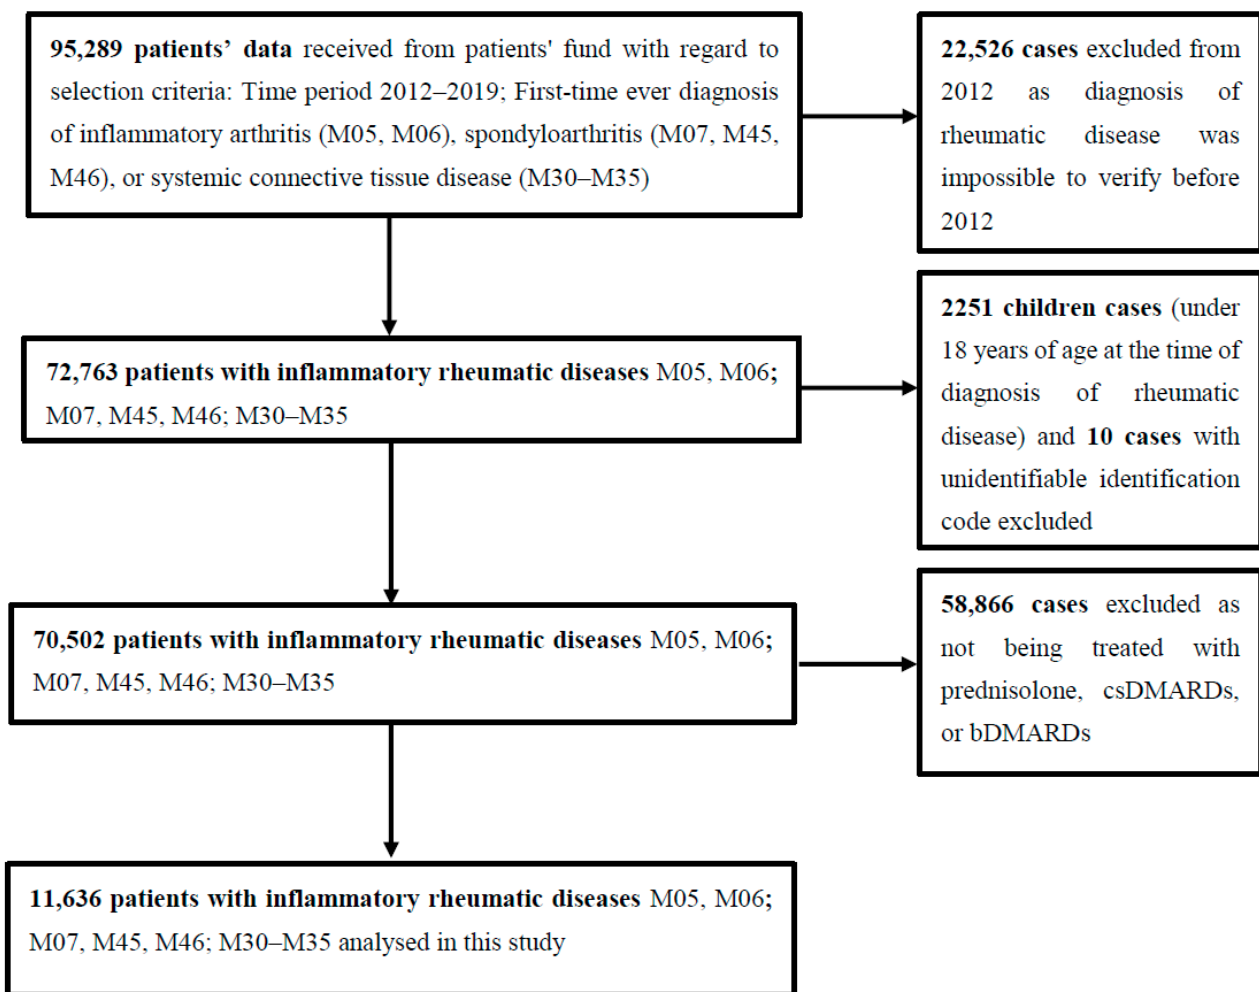 95,289 patients’ data received from patients' fund with regard to
selection criteria: Time period 2012–2019; First-time ever diagnosis
of inflammatory arthritis (M05, M06), spondyloarthritis (M07, M45,
M46), or systemic connective tissue disease (M30–M35)
22,526 cases excluded from
2012 as diagnosis of
rheumatic disease was
impossible to verify before
2012
72,763 patients with inflammatory rheumatic diseases M05, M06;
M07, M45, M46; M30–M35
2251 children cases (under
18 years of age at the time of
diagnosis of rheumatic
disease) and 10 cases with
unidentifiable identification
code excluded
70,502 patients with inflammatory rheumatic diseases M05, M06;
M07, M45, M46; M30–M35
58,866 cases excluded as
not being treated with
prednisolone, csDMARDs,
or bDMARDs
11,636 patients with inflammatory rheumatic diseases M05, M06;
M07, M45, M46; M30–M35 analysed in this study